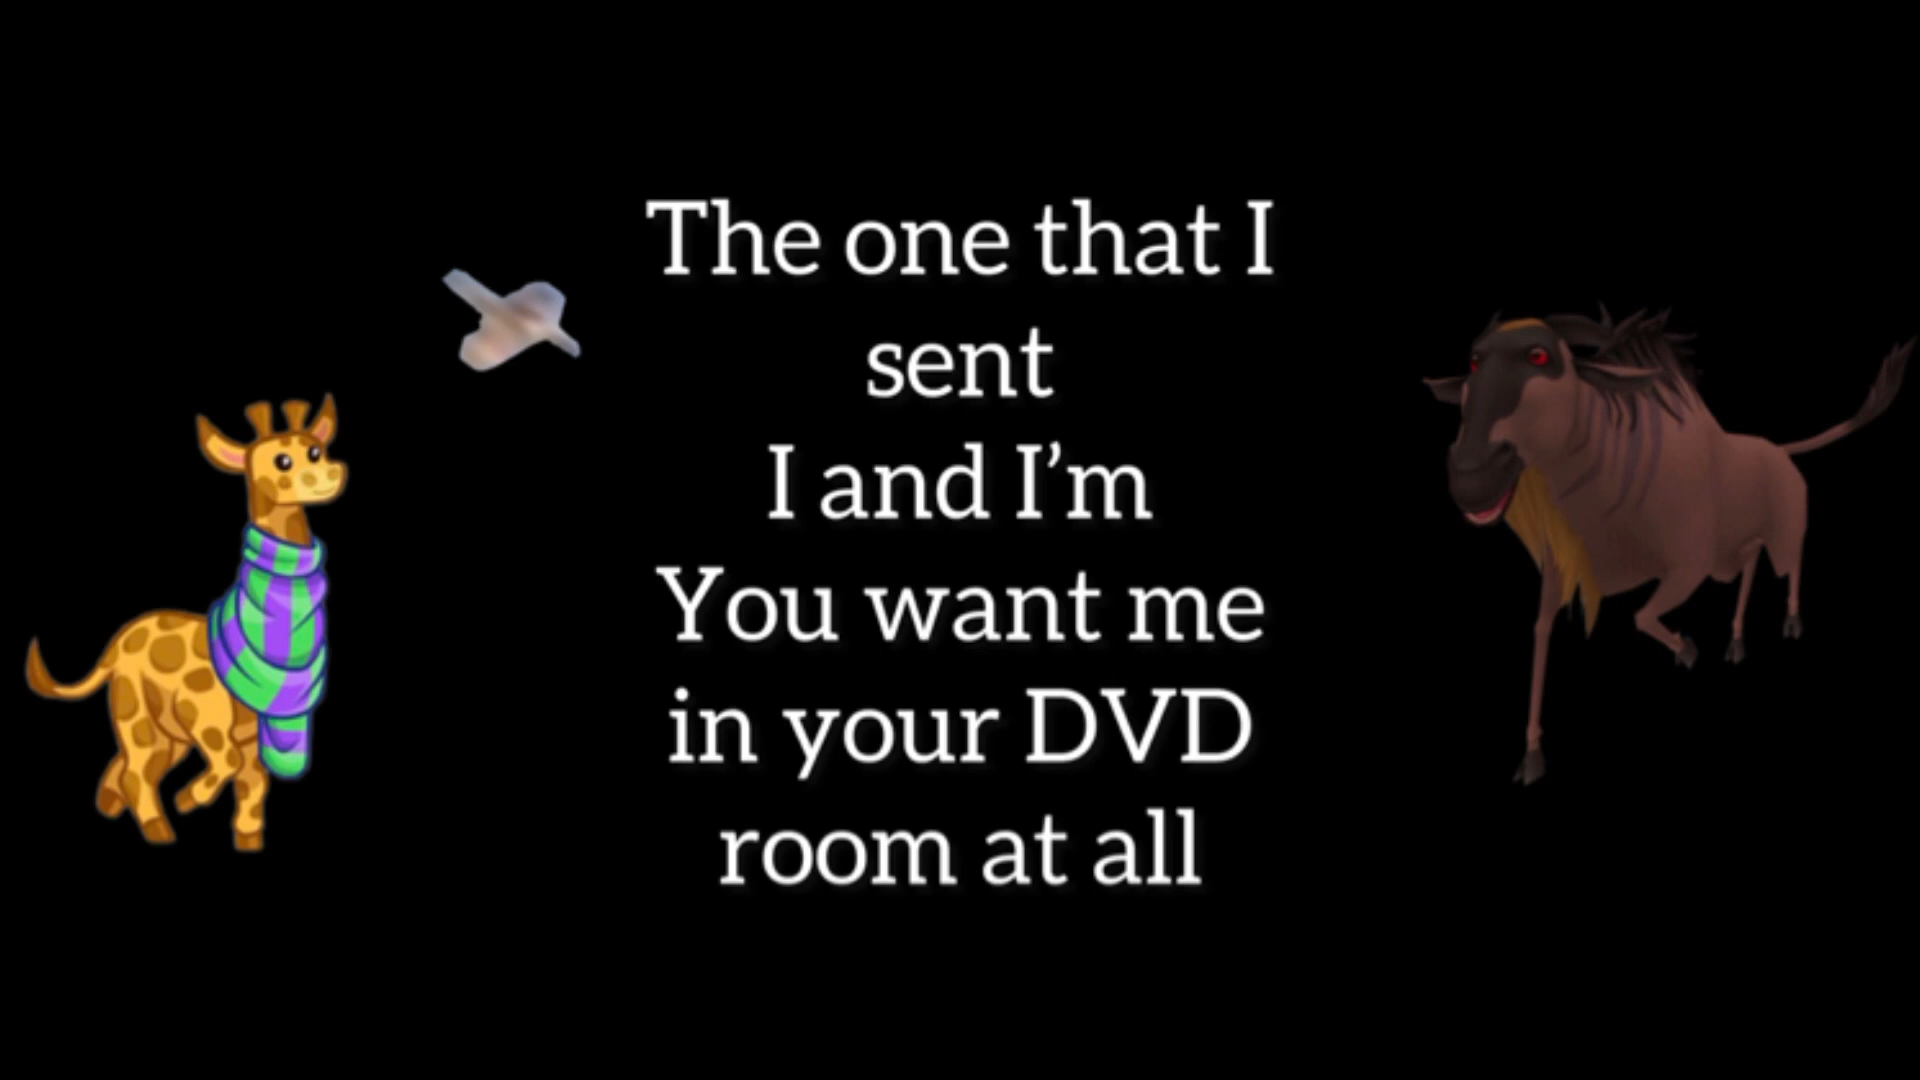 The one that I
sent
I and I’m
You want me
in your DVD
room at all